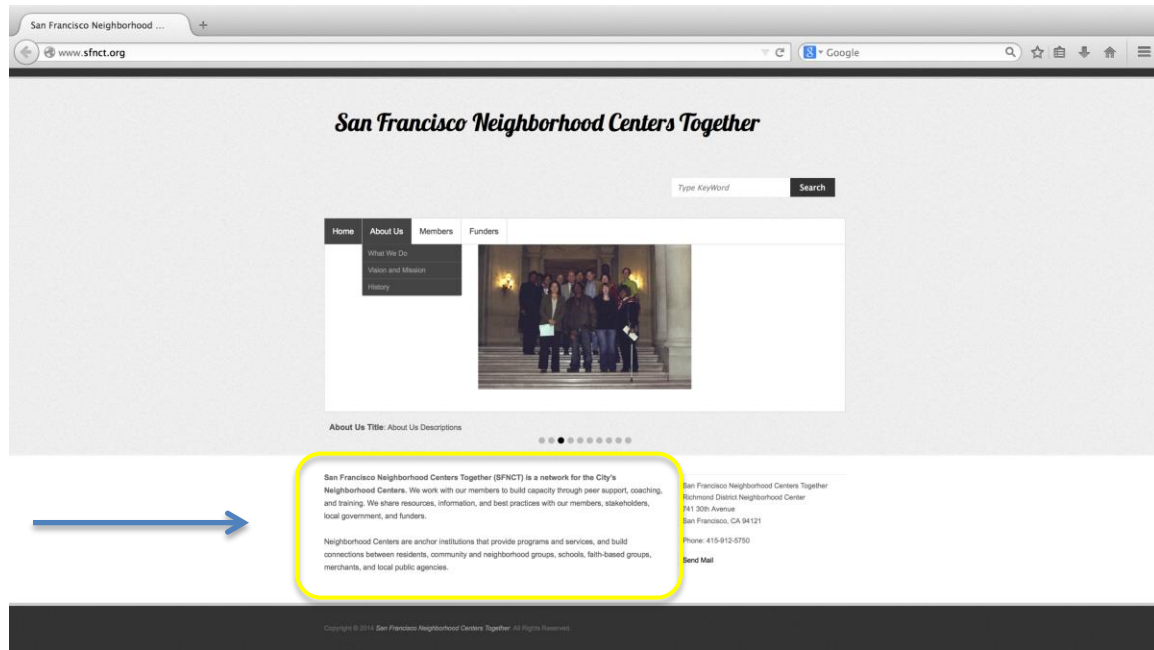 San Francisco Neighborhood ...
www.sfnct.org
Google
San Francisco Neighborhood Centers Together
Type KeyWord
Search
Home
About Us
Members
Funders
What We Do
Vision and Mission
History
About Us Title: About Us Descriptions
San Francisco Neighborhood Centers Together (SFNCT) is a network for the City's
Neighborhood Centers. We work with our members to build capacity through peer support, coaching,
and training. We share resources, information, and best practices with our members, stakeholders,
local government, and funders.
Neighborhood Centers are anchor institutions that provide programs and services, and build
connections between residents, community and neighborhood groups, schools, faith-based groups,
merchants, and local public agencies.
San Francisco Neighborhood Centers Together
Richmond District Neighborhood Center
741 30th Avenue
San Francisco, CA 94121
Phone: 415-912-5750
Send Mail
Copyright © 2014 San Francisco Neighborhood Centers Together. All Rights Reserved.